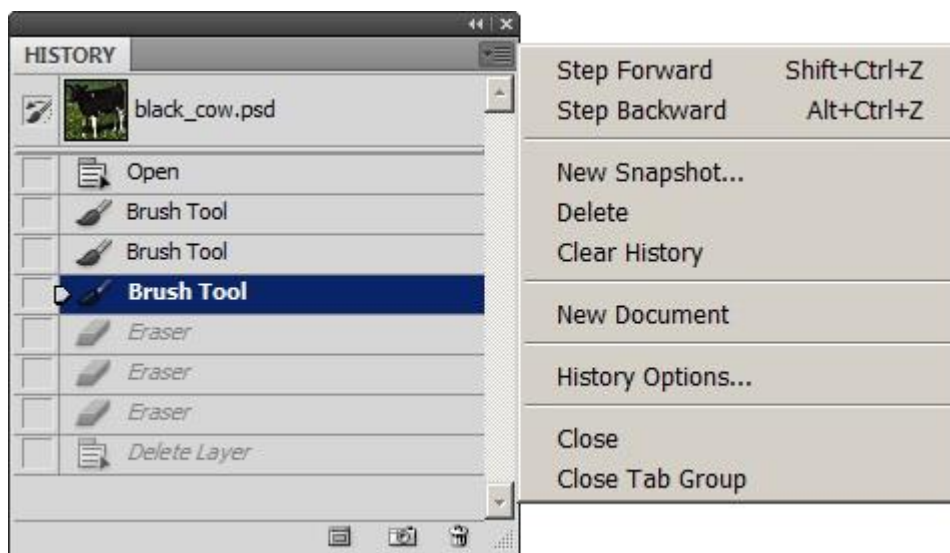 HISTORY
black_cow.psd
Open
Brush Tool
Brush Tool
Brush Tool
Eraser
Eraser
Eraser
Delete Layer
Step Forward Shift+Ctrl+Z
Step Backward Alt+Ctrl+Z
New Snapshot...
Delete
Clear History
New Document
History Options...
Close
Close Tab Group